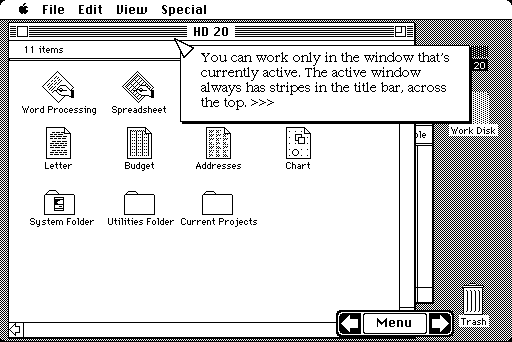 File Edit View Special
HD 20
11 items
You can work only in the window that's
currently active. The active window
always has stripes in the title bar, across
the top. >>>
20
Word Processing Spreadsheet
Work Disk
Letter Budget Addresses Chart
System Folder Utilities Folder Current Projects
Menu
Trash